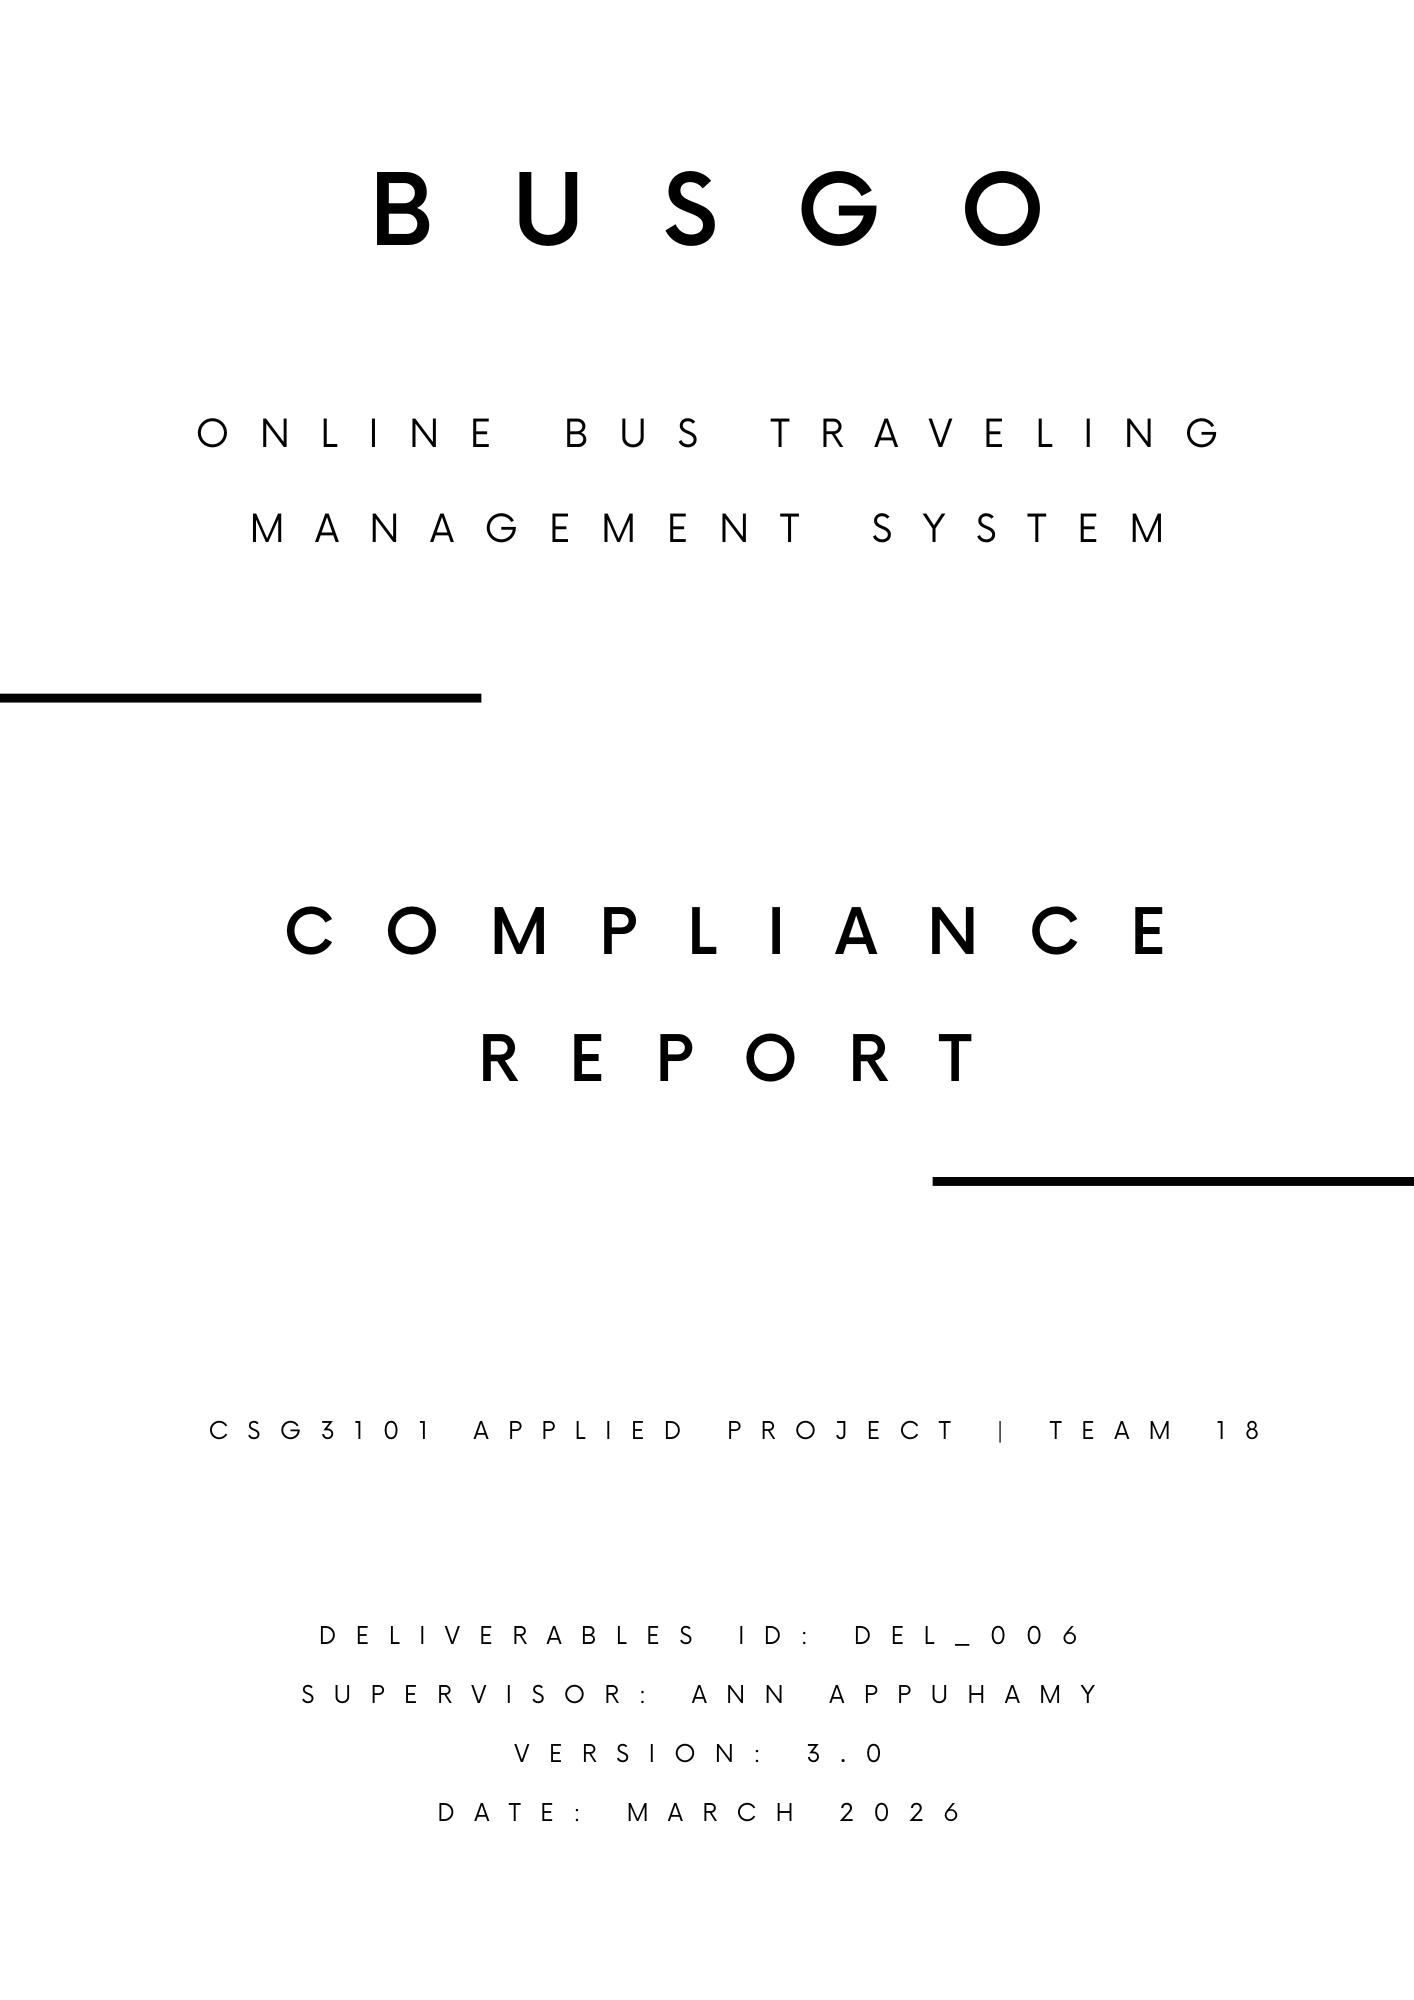 BUSGO
ONLINE BUS TRAVELING
MANAGEMENT SYSTEM
COMPLIANCE
REPORT
CSG3101 APPLIED PROJECT | TEAM 18
DELIVERABLES ID: DEL_006
SUPERVISOR: ANN APPUHAMY
VERSION: 3.0
DATE: MARCH 2026